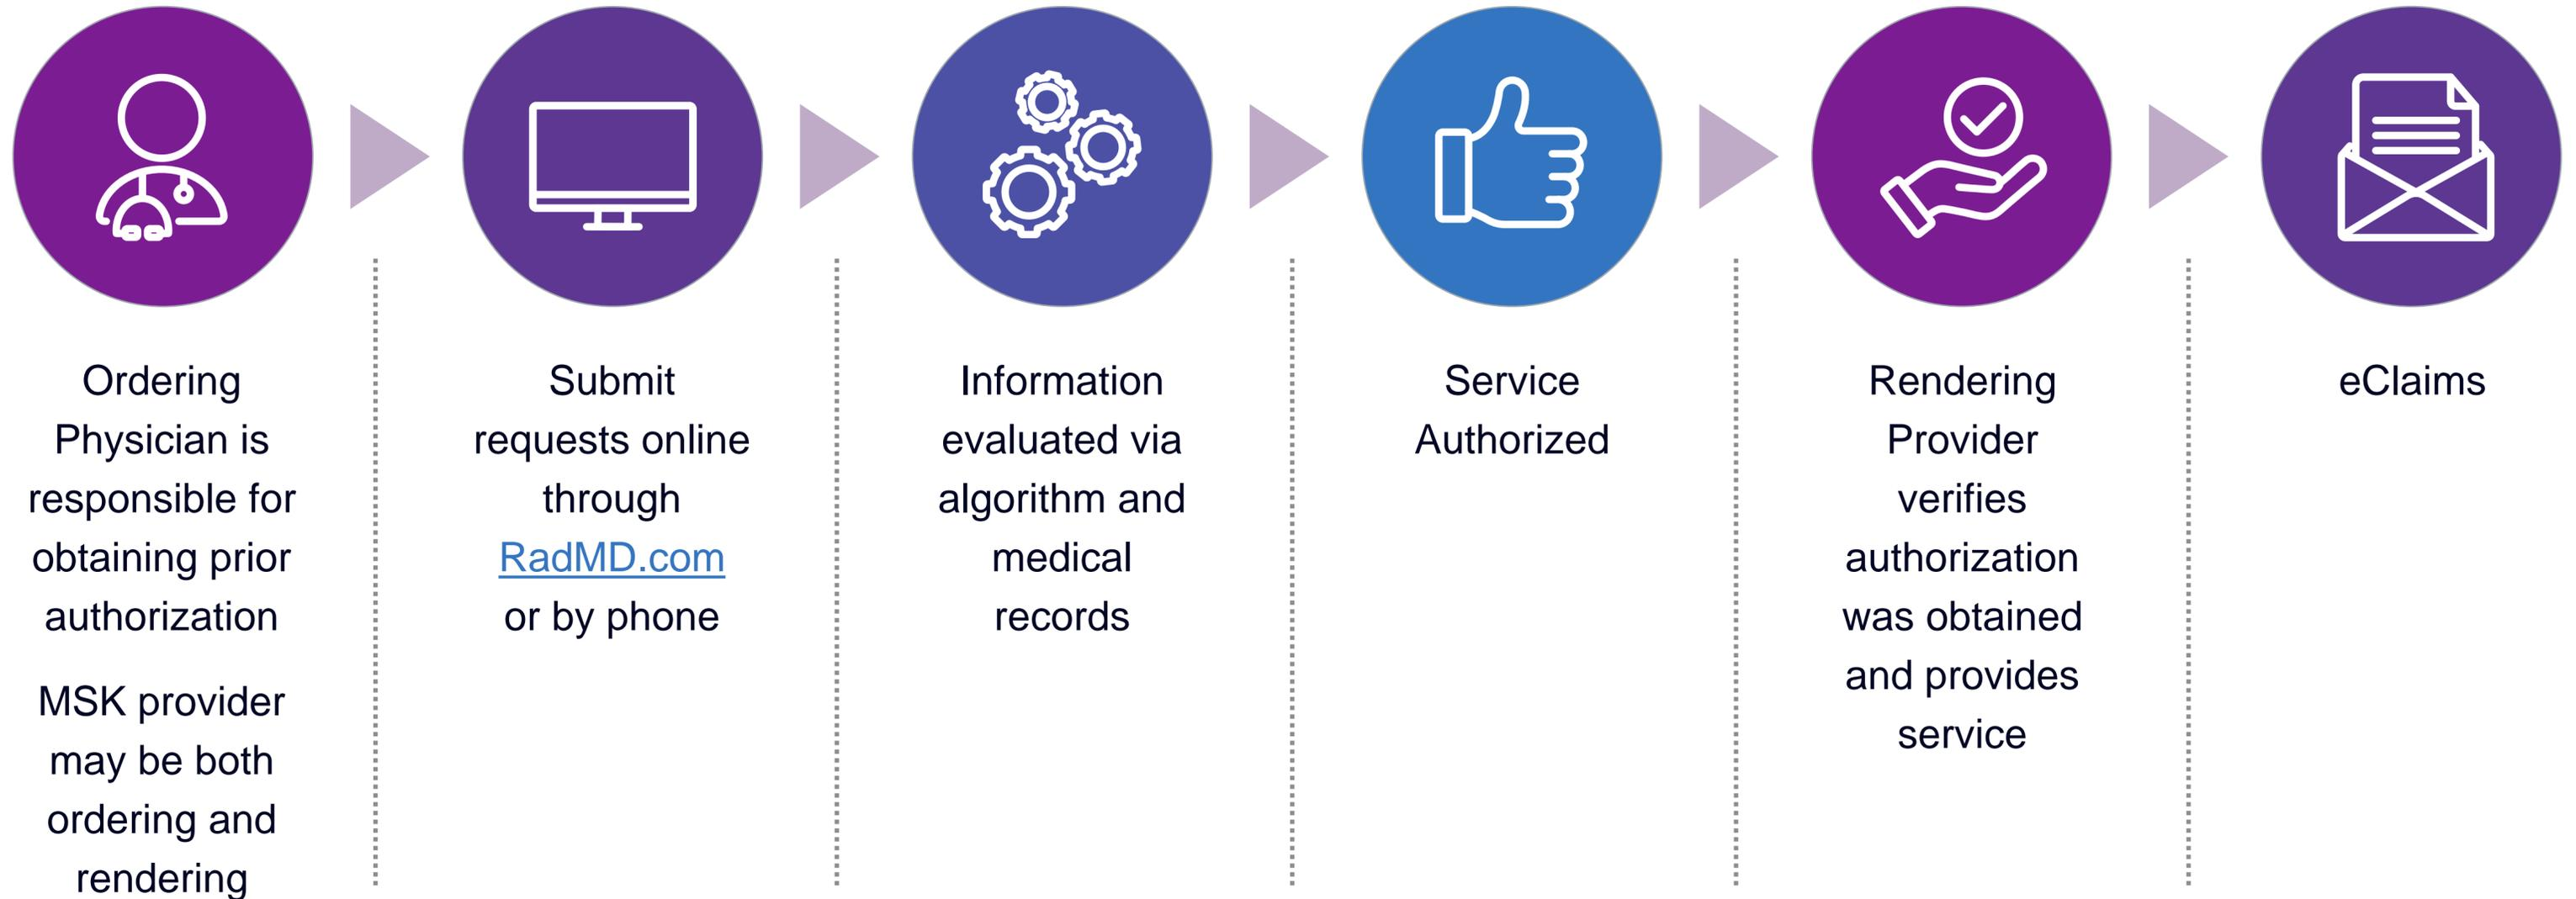 Ordering
Physician is
responsible for
obtaining prior
authorization
MSK provider
may be both
ordering and
rendering
Submit
requests online
through
RadMD.com
or by phone
Information
evaluated via
algorithm and
medical
records
Service
Authorized
Rendering
Provider
verifies
authorization
was obtained
and provides
service
eClaims